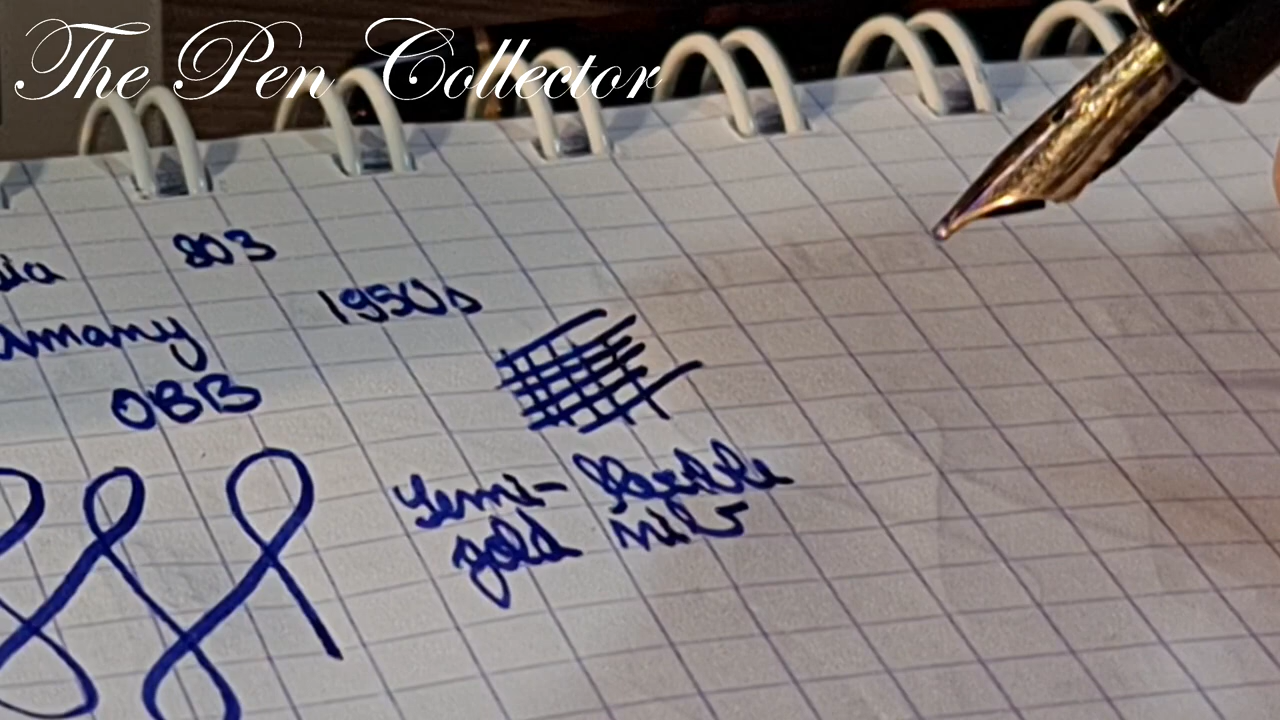 The Pen Collector
803
1950s
OBB
Semi- flexible
gold nib